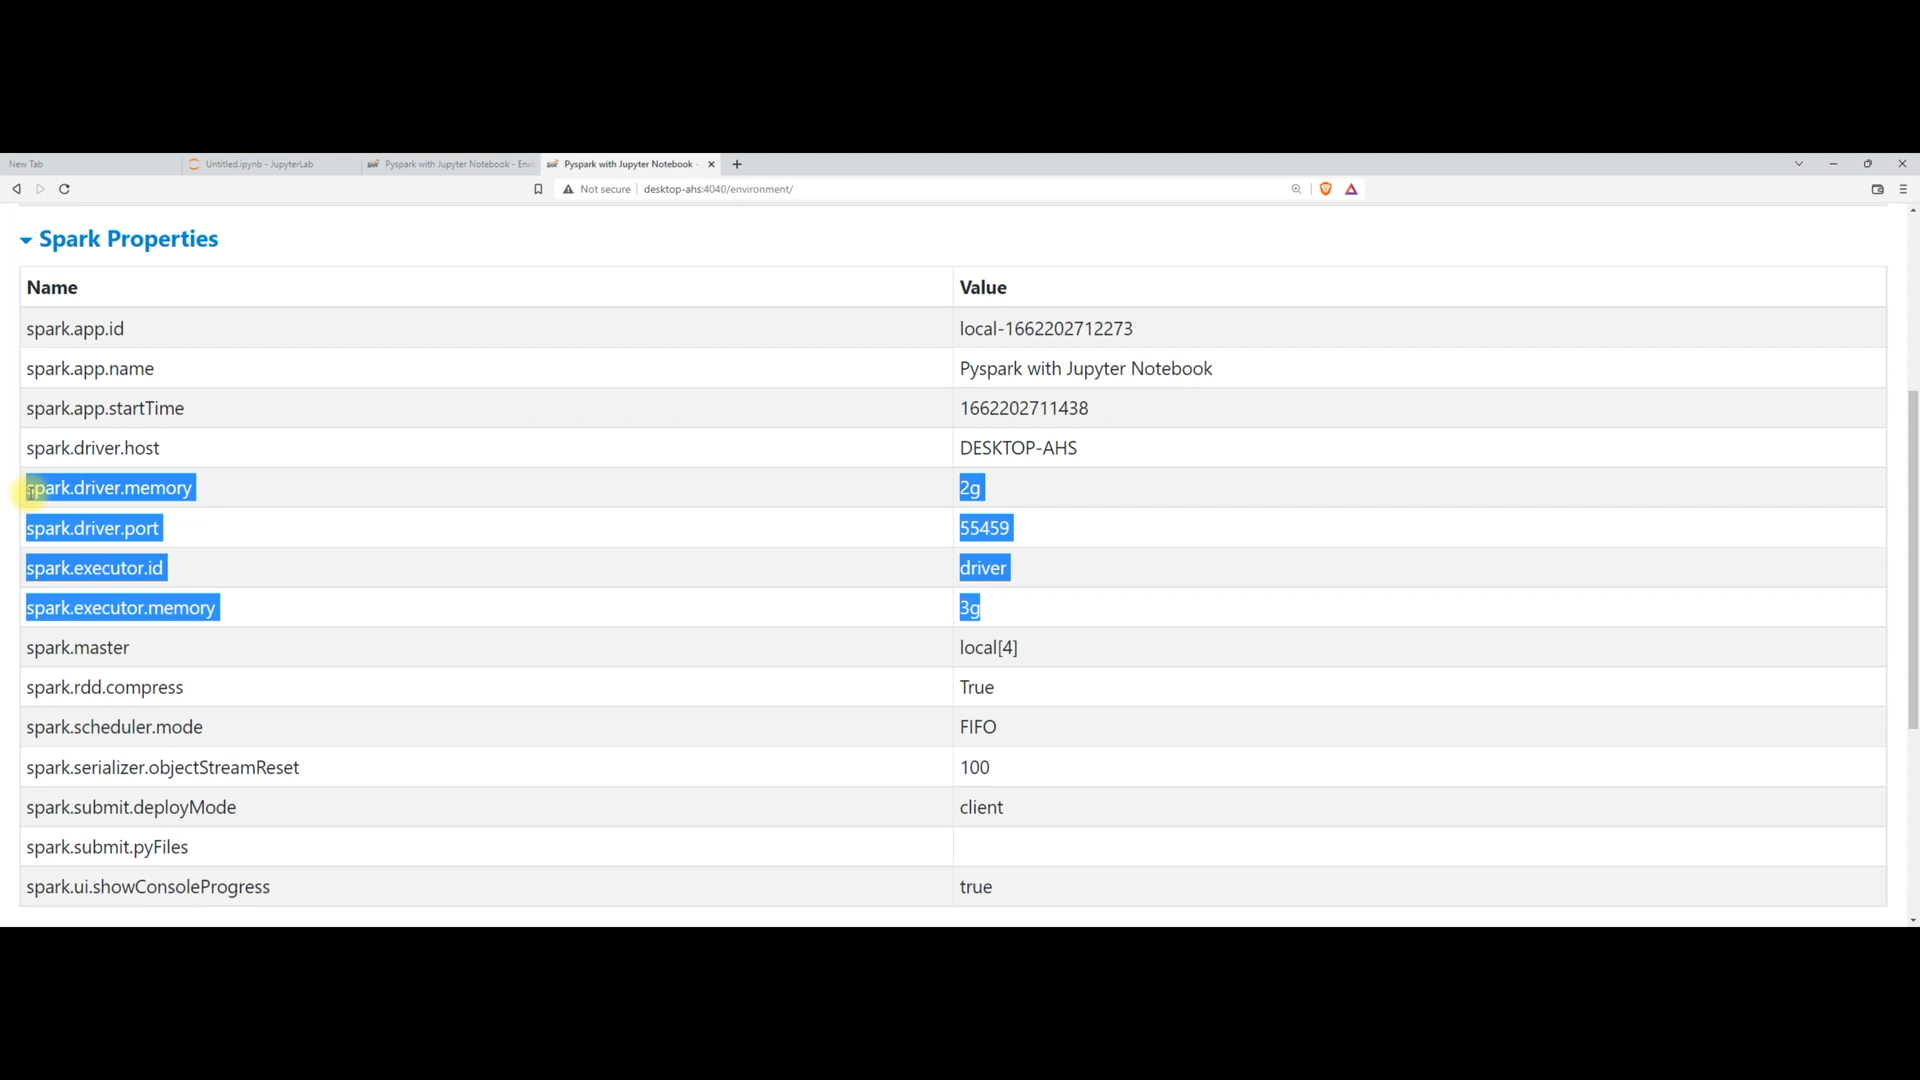 New Tab
Untitled.ipynb - JupyterLab
Pyspark with Jupyter Notebook - Envi
Pyspark with Jupyter Notebook -
Not secure
desktop-ahs:4040/environment/
Spark Properties
Name Value
spark.app.id local-1662202712273
spark.app.name Pyspark with Jupyter Notebook
spark.app.startTime 1662202711438
spark.driver.host DESKTOP-AHS
spark.driver.memory 2g
spark.driver.port 55459
spark.executor.id driver
spark.executor.memory 3g
spark.master local[4]
spark.rdd.compress True
spark.scheduler.mode FIFO
spark.serializer.objectStreamReset 100
spark.submit.deployMode client
spark.submit.pyFiles
spark.ui.showConsoleProgress true